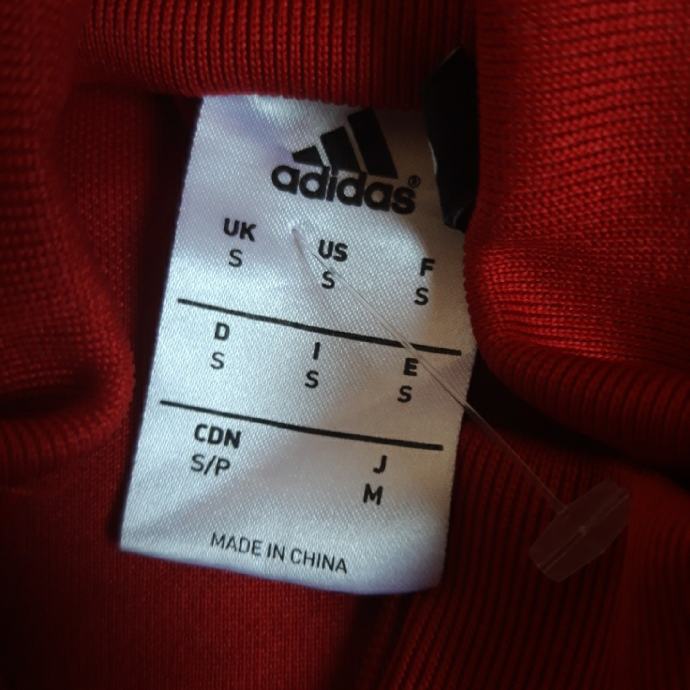 adidas®
UK US F
S S S
D I E
S S S
CDN J
S/P M
MADE IN CHINA